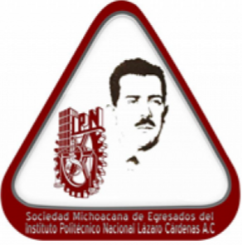 IPN
Sociedad Michoacana de Egresados del
Instituto Politécnico Nacional Lázaro Cárdenas A.C